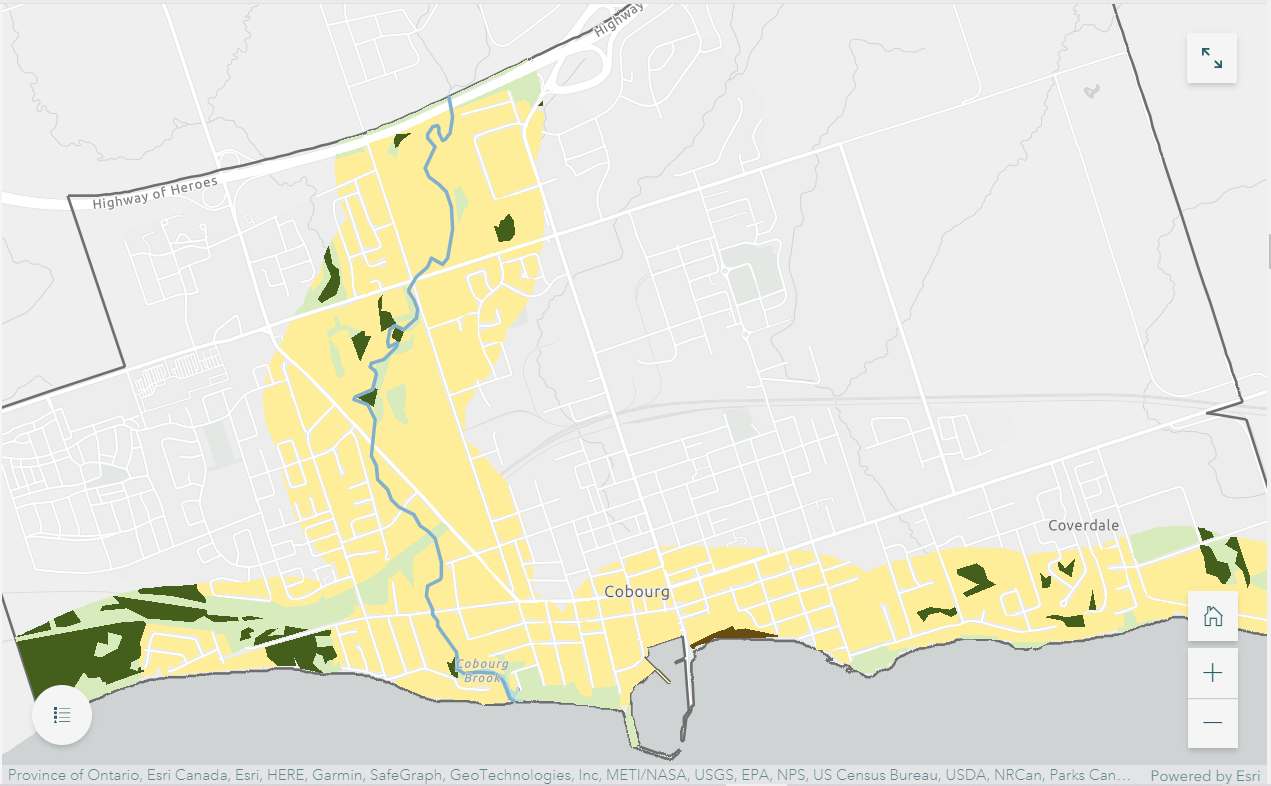 Highway
Highway of Heroes
Coverdale
Cobourg
Cobourg
Brook
Province of Ontario, Esri Canada, Esri, HERE, Garmin, SafeGraph, GeoTechnologies, Inc, METI/NASA, USGS, EPA, NPS, US Census Bureau, USDA, NRCan, Parks Can…
Powered by Esri